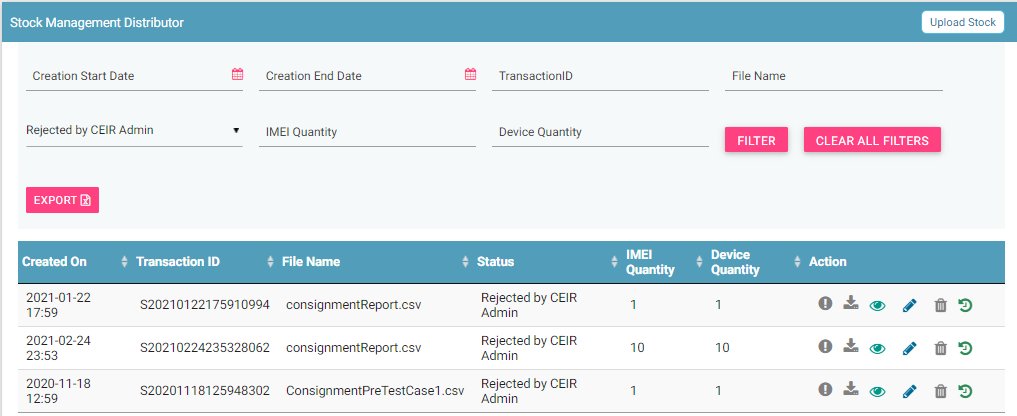 Stock Management Distributor Upload Stock
Creation Start Date Creation End Date TransactionID File Name
Rejected by CEIR Admin IMEI Quantity Device Quantity FILTER CLEAR ALL FILTERS
EXPORT
Created On Transaction ID File Name Status IMEI Quantity Device Quantity Action
2021-01-22 17:59 S20210122175910994 consignmentReport.csv Rejected by CEIR Admin 1 1
2021-02-24 23:53 S20210224235328062 consignmentReport.csv Rejected by CEIR Admin 10 10
2020-11-18 12:59 S20201118125948302 ConsignmentPreTestCase1.csv Rejected by CEIR Admin 1 1